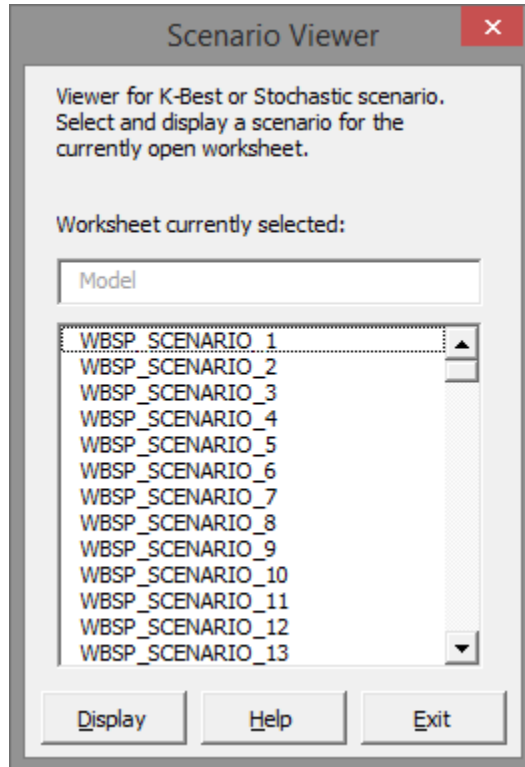 Scenario Viewer
Viewer for K-Best or Stochastic scenario.
Select and display a scenario for the
currently open worksheet.
Worksheet currently selected:
Model
WBSP_SCENARIO_1
WBSP_SCENARIO_2
WBSP_SCENARIO_3
WBSP_SCENARIO_4
WBSP_SCENARIO_5
WBSP_SCENARIO_6
WBSP_SCENARIO_7
WBSP_SCENARIO_8
WBSP_SCENARIO_9
WBSP_SCENARIO_10
WBSP_SCENARIO_11
WBSP_SCENARIO_12
WBSP_SCENARIO_13
Display Help Exit